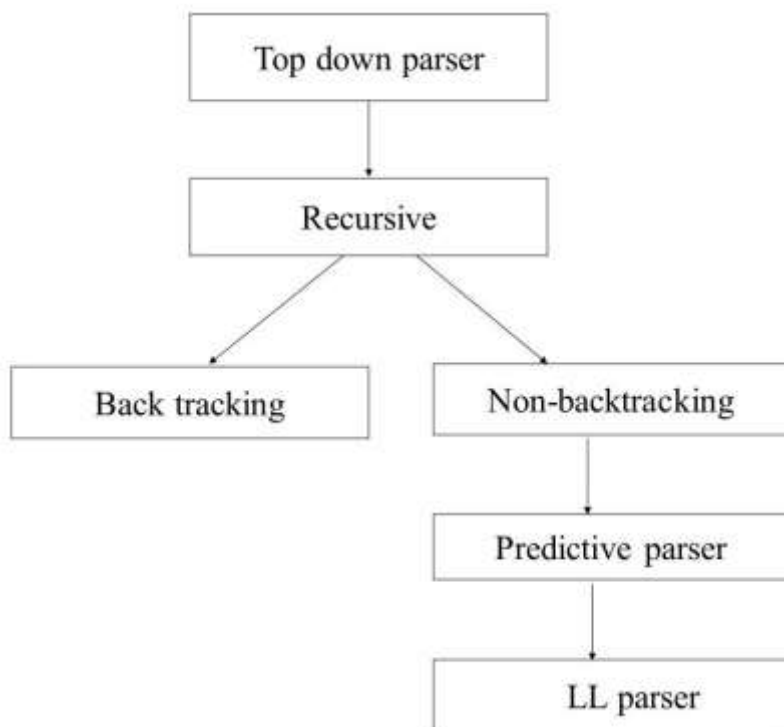 Top down parser
Recursive
Back tracking
Non-backtracking
Predictive parser
LL parser